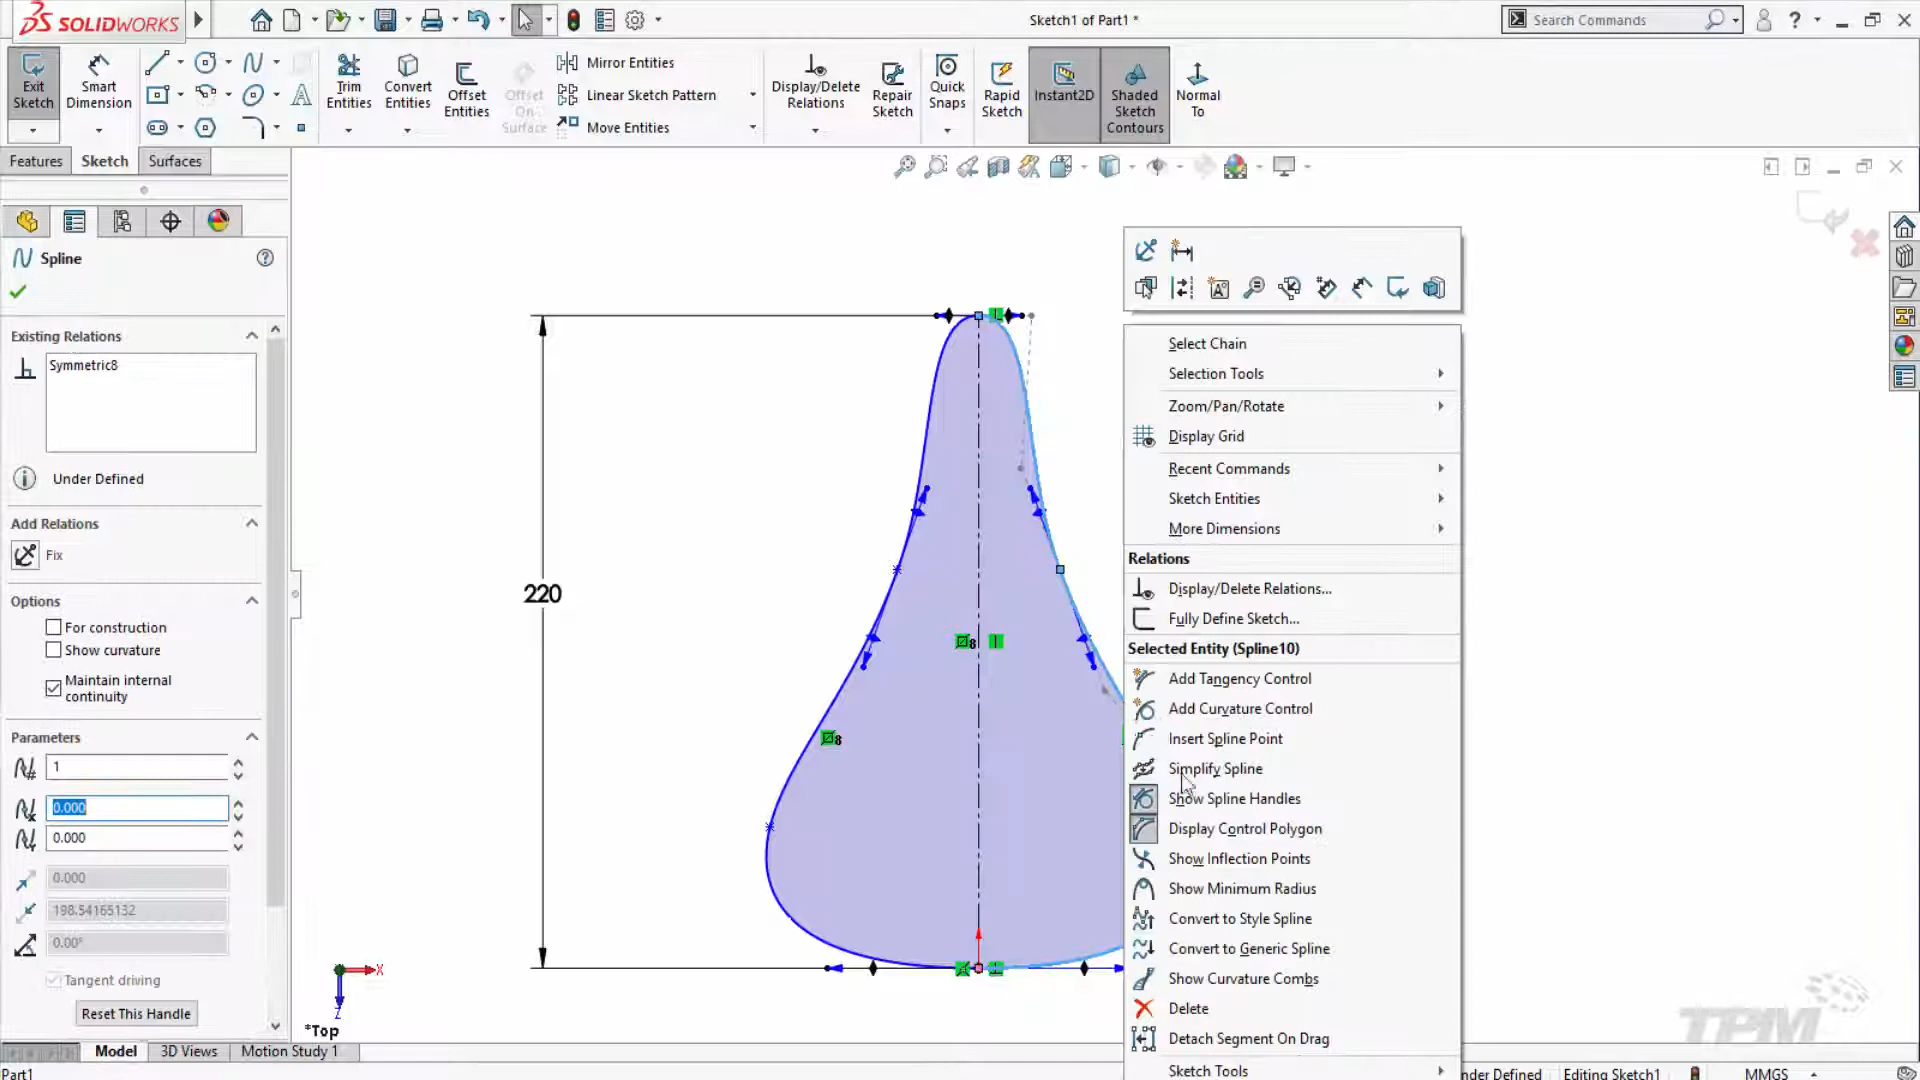 SOLIDWORKS
Sketch1 of Part1 *
Search Commands
Exit Sketch
Smart Dimension
Trim Entities
Convert Entities
Offset Entities
Offset On Surface
Mirror Entities
Linear Sketch Pattern
Move Entities
Display/Delete Relations
Repair Sketch
Quick Snaps
Rapid Sketch
Instant2D
Shaded Sketch Contours
Normal To
Features
Sketch
Surfaces
Spline
Existing Relations
Symmetric8
Under Defined
Add Relations
Fix
Options
For construction
Show curvature
Maintain internal
continuity
Parameters
1
0.000
0.000
0.000
198.54165132
0.00°
Tangent driving
Reset This Handle
220
8
8
X
Z
*Top
Select Chain
Selection Tools
Zoom/Pan/Rotate
Display Grid
Recent Commands
Sketch Entities
More Dimensions
Relations
Display/Delete Relations...
Fully Define Sketch...
Selected Entity (Spline10)
Add Tangency Control
Add Curvature Control
Insert Spline Point
Simplify Spline
Show Spline Handles
Display Control Polygon
Show Inflection Points
Show Minimum Radius
Convert to Style Spline
Convert to Generic Spline
Show Curvature Combs
Delete
Detach Segment On Drag
Sketch Tools
TPM
Model
3D Views
Motion Study 1
Part1
nder Defined
Editing Sketch1
MMGS